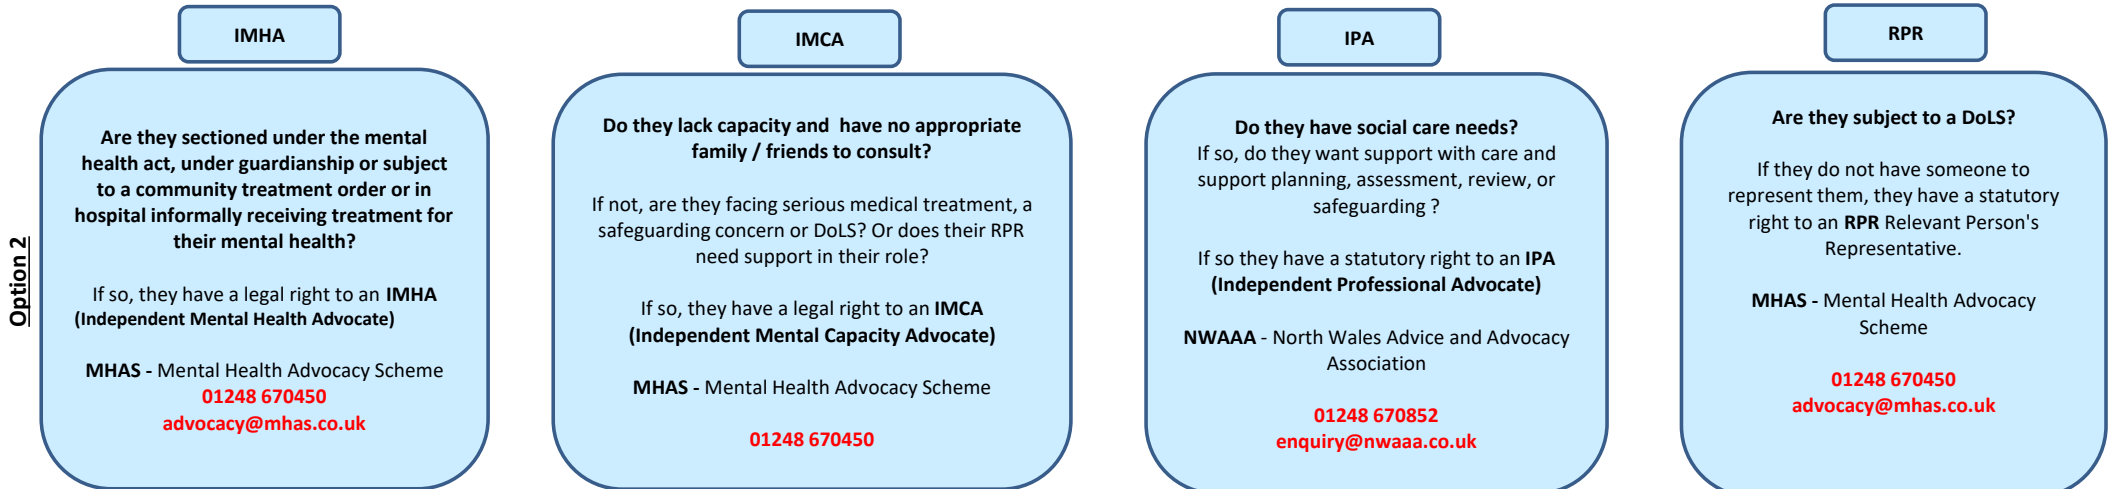 Option 2
IMHA
Are they sectioned under the mental
health act, under guardianship or subject
to a community treatment order or in
hospital informally receiving treatment for
their mental health?
If so, they have a legal right to an IMHA
(Independent Mental Health Advocate)
MHAS - Mental Health Advocacy Scheme
01248 670450
advocacy@mhas.co.uk
IMCA
Do they lack capacity and have no appropriate
family / friends to consult?
If not, are they facing serious medical treatment, a
safeguarding concern or DoLS? Or does their RPR
need support in their role?
If so, they have a legal right to an IMCA
(Independent Mental Capacity Advocate)
MHAS - Mental Health Advocacy Scheme
01248 670450
IPA
Do they have social care needs?
If so, do they want support with care and
support planning, assessment, review, or
safeguarding ?
If so they have a statutory right to an IPA
(Independent Professional Advocate)
NWAAA - North Wales Advice and Advocacy
Association
01248 670852
enquiry@nwaaa.co.uk
RPR
Are they subject to a DoLS?
If they do not have someone to
represent them, they have a statutory
right to an RPR Relevant Person's
Representative.
MHAS - Mental Health Advocacy
Scheme
01248 670450
advocacy@mhas.co.uk